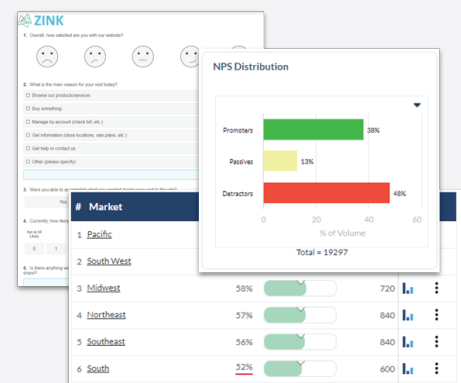 ZINK
1. Overall, how satisfied are you with our website?
2. What is the main reason for your visit today?
Browse our products/services
Buy something
Manage by account (check bill, etc.)
Get information (store locations, rate plans, etc.)
Get help or contact us
Other (please specify)
3. Were you able to
Yes
4. Currently, how likely
Not at all
Likely
0 1
5. Is there anything
share?
NPS Distribution
Promoters 38%
Passives 13%
Detractors 48%
0 20 40 60
% of Volume
Total = 19297
# Market
1 Pacific
2 South West
3 Midwest 58% 720
4 Northeast 57% 840
5 Southeast 56% 840
6 South 52% 600